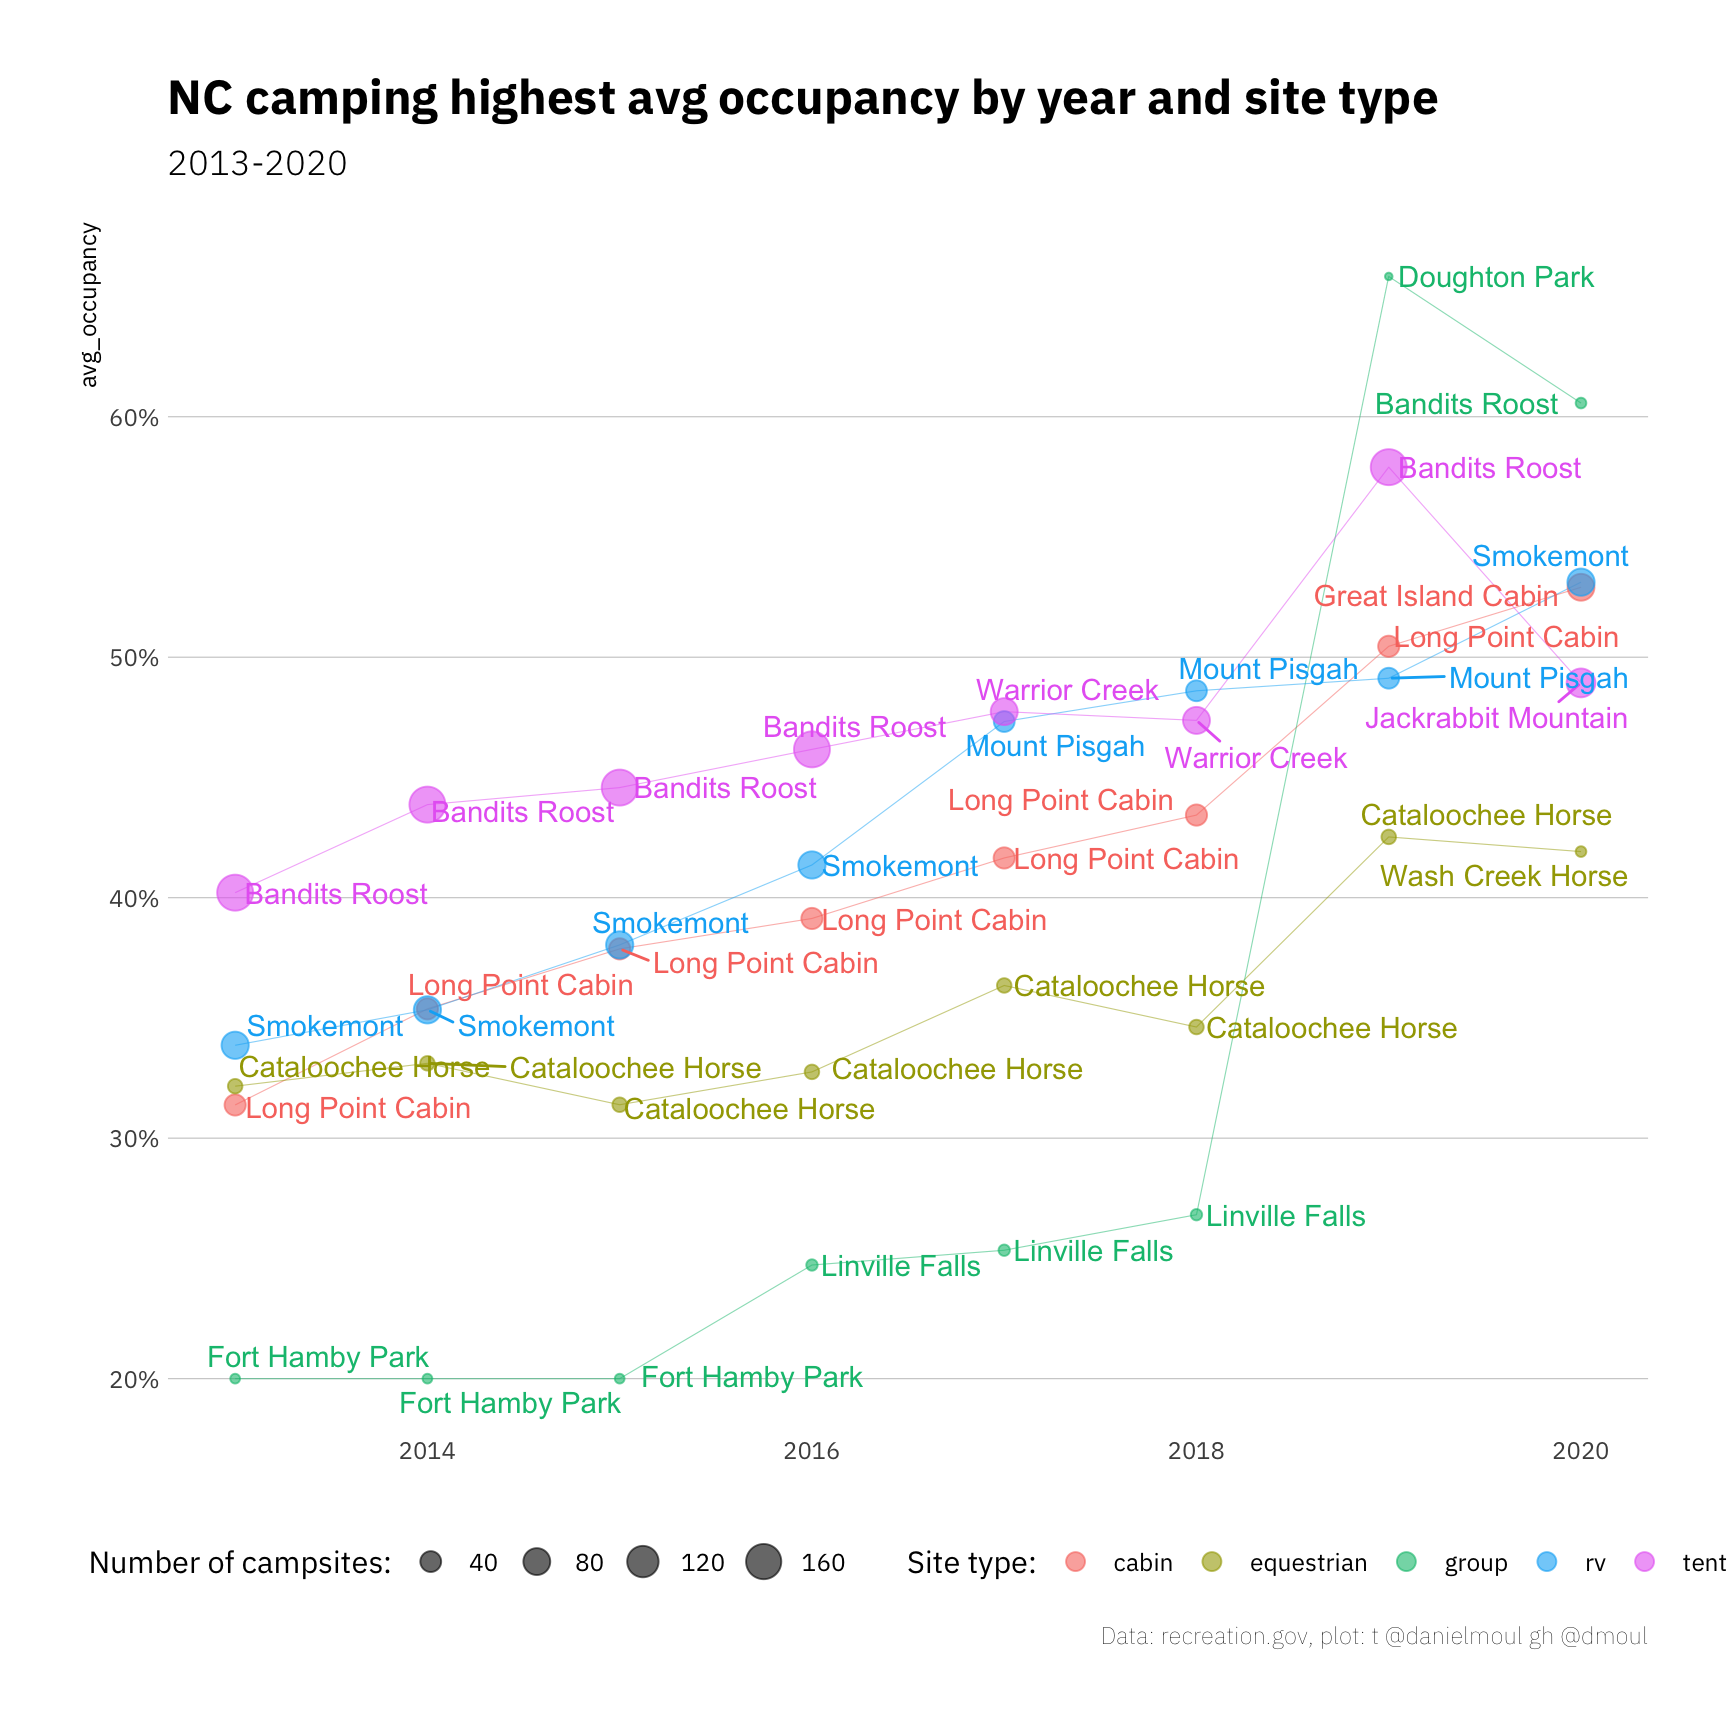 NC camping highest avg occupancy by year and site type
2013-2020
avg_occupancy
Doughton Park
Bandits Roost
60%
Bandits Roost
Smokemont
Great Island Cabin
Long Point Cabin
50%
Mount Pisgah
Mount Pisgah
Warrior Creek
Jackrabbit Mountain
Bandits Roost
Mount Pisgah
Warrior Creek
Bandits Roost
Long Point Cabin
Bandits Roost
Cataloochee Horse
Long Point Cabin
Smokemont
Wash Creek Horse
Bandits Roost
40%
Long Point Cabin
Smokemont
Long Point Cabin
Long Point Cabin
Cataloochee Horse
Smokemont
Smokemont
Cataloochee Horse
Cataloochee Horse
Cataloochee Horse
Cataloochee Horse
Long Point Cabin
Cataloochee Horse
30%
Linville Falls
Linville Falls
Linville Falls
Fort Hamby Park
Fort Hamby Park
20%
Fort Hamby Park
2014 2016 2018 2020
Number of campsites: 40 80 120 160 Site type: cabin equestrian group rv tent
Data: recreation.gov, plot: t @danielmoul gh @dmoul